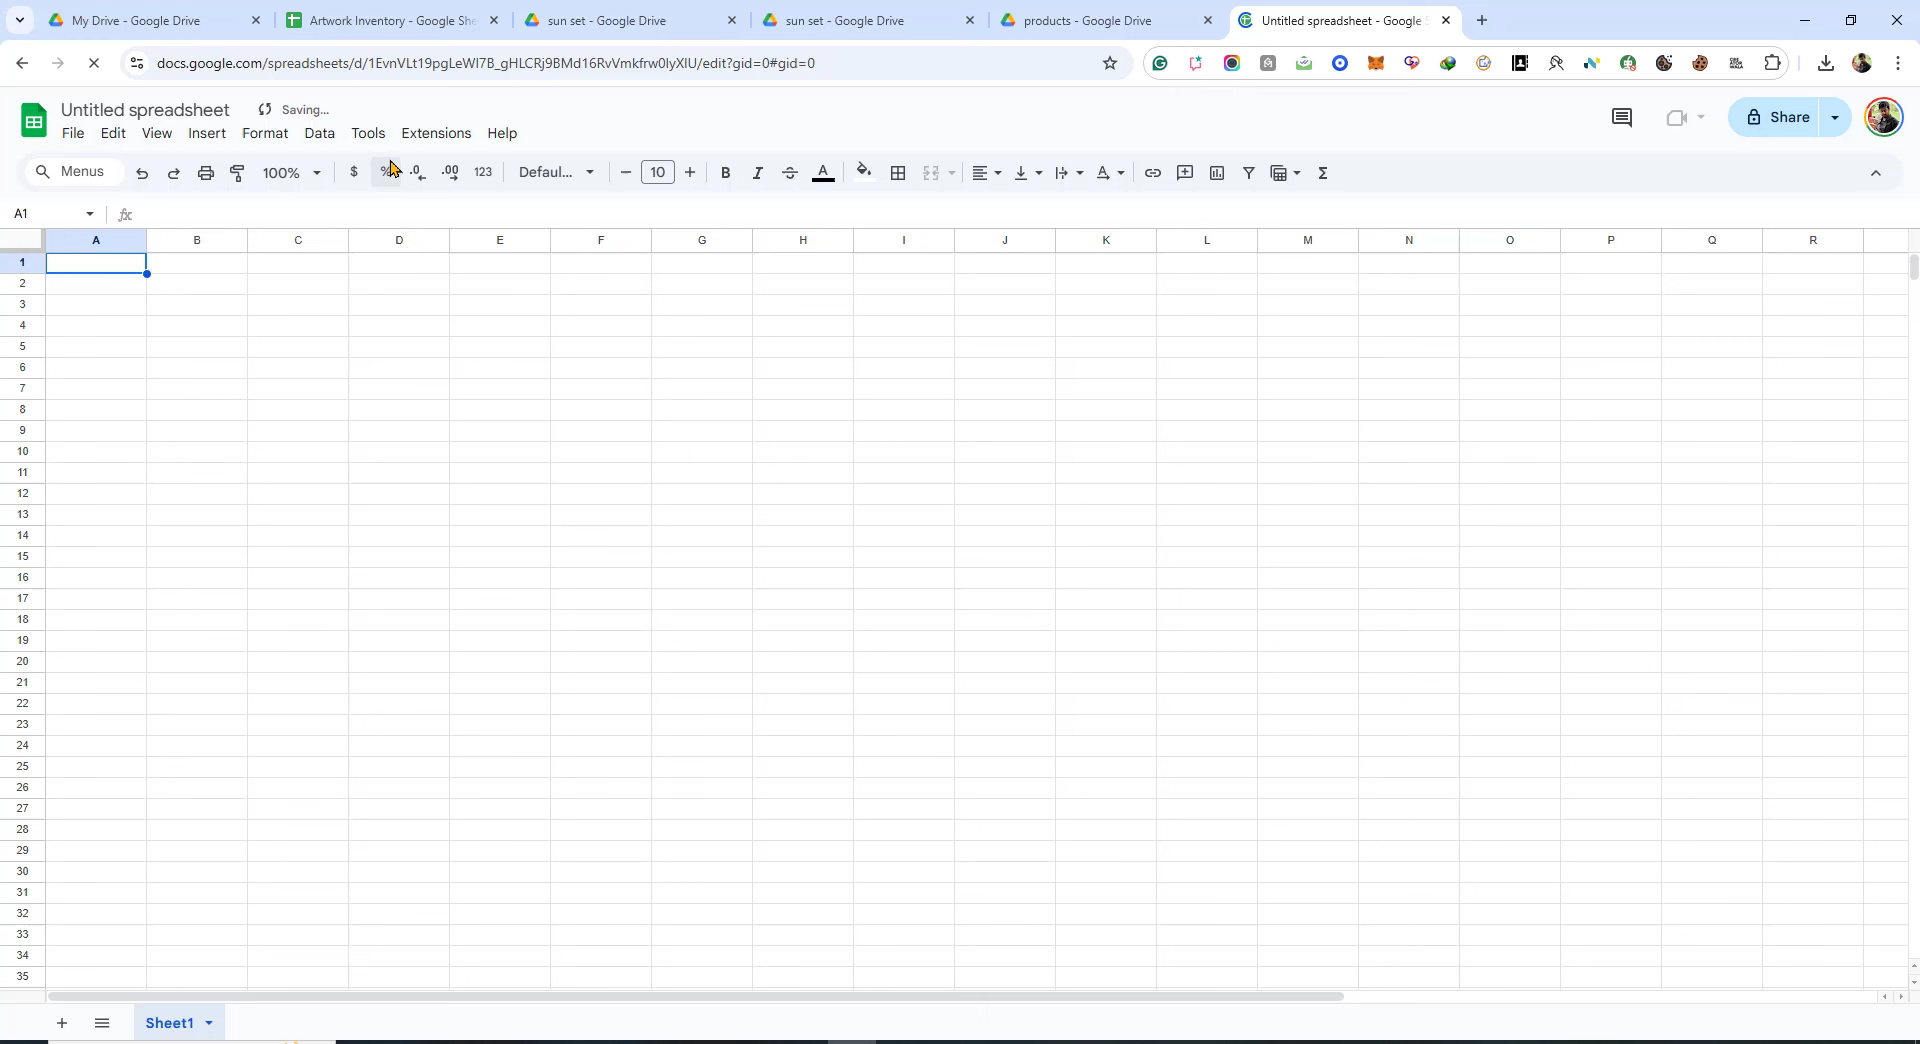 My Drive - Google Drive
Artwork Inventory - Google She
sun set - Google Drive
sun set - Google Drive
products - Google Drive
Untitled spreadsheet - Google S
docs.google.com/spreadsheets/d/1EvnVLt19pgLeWI7B_gHLCRj9BMd16RvVmkfrw0lyXIU/edit?gid=0#gid=0
Untitled spreadsheet
Saving...
File Edit View Insert Format Data Tools Extensions Help
Share
Menus
100%
$
%
.0
.00
123
Defaul...
10
B
I
A
Σ
A1
fx
A B C D E F G H I J K L M N O P Q R
1
2
3
4
5
6
7
8
9
10
11
12
13
14
15
16
17
18
19
20
21
22
23
24
25
26
27
28
29
30
31
32
33
34
35
Sheet1